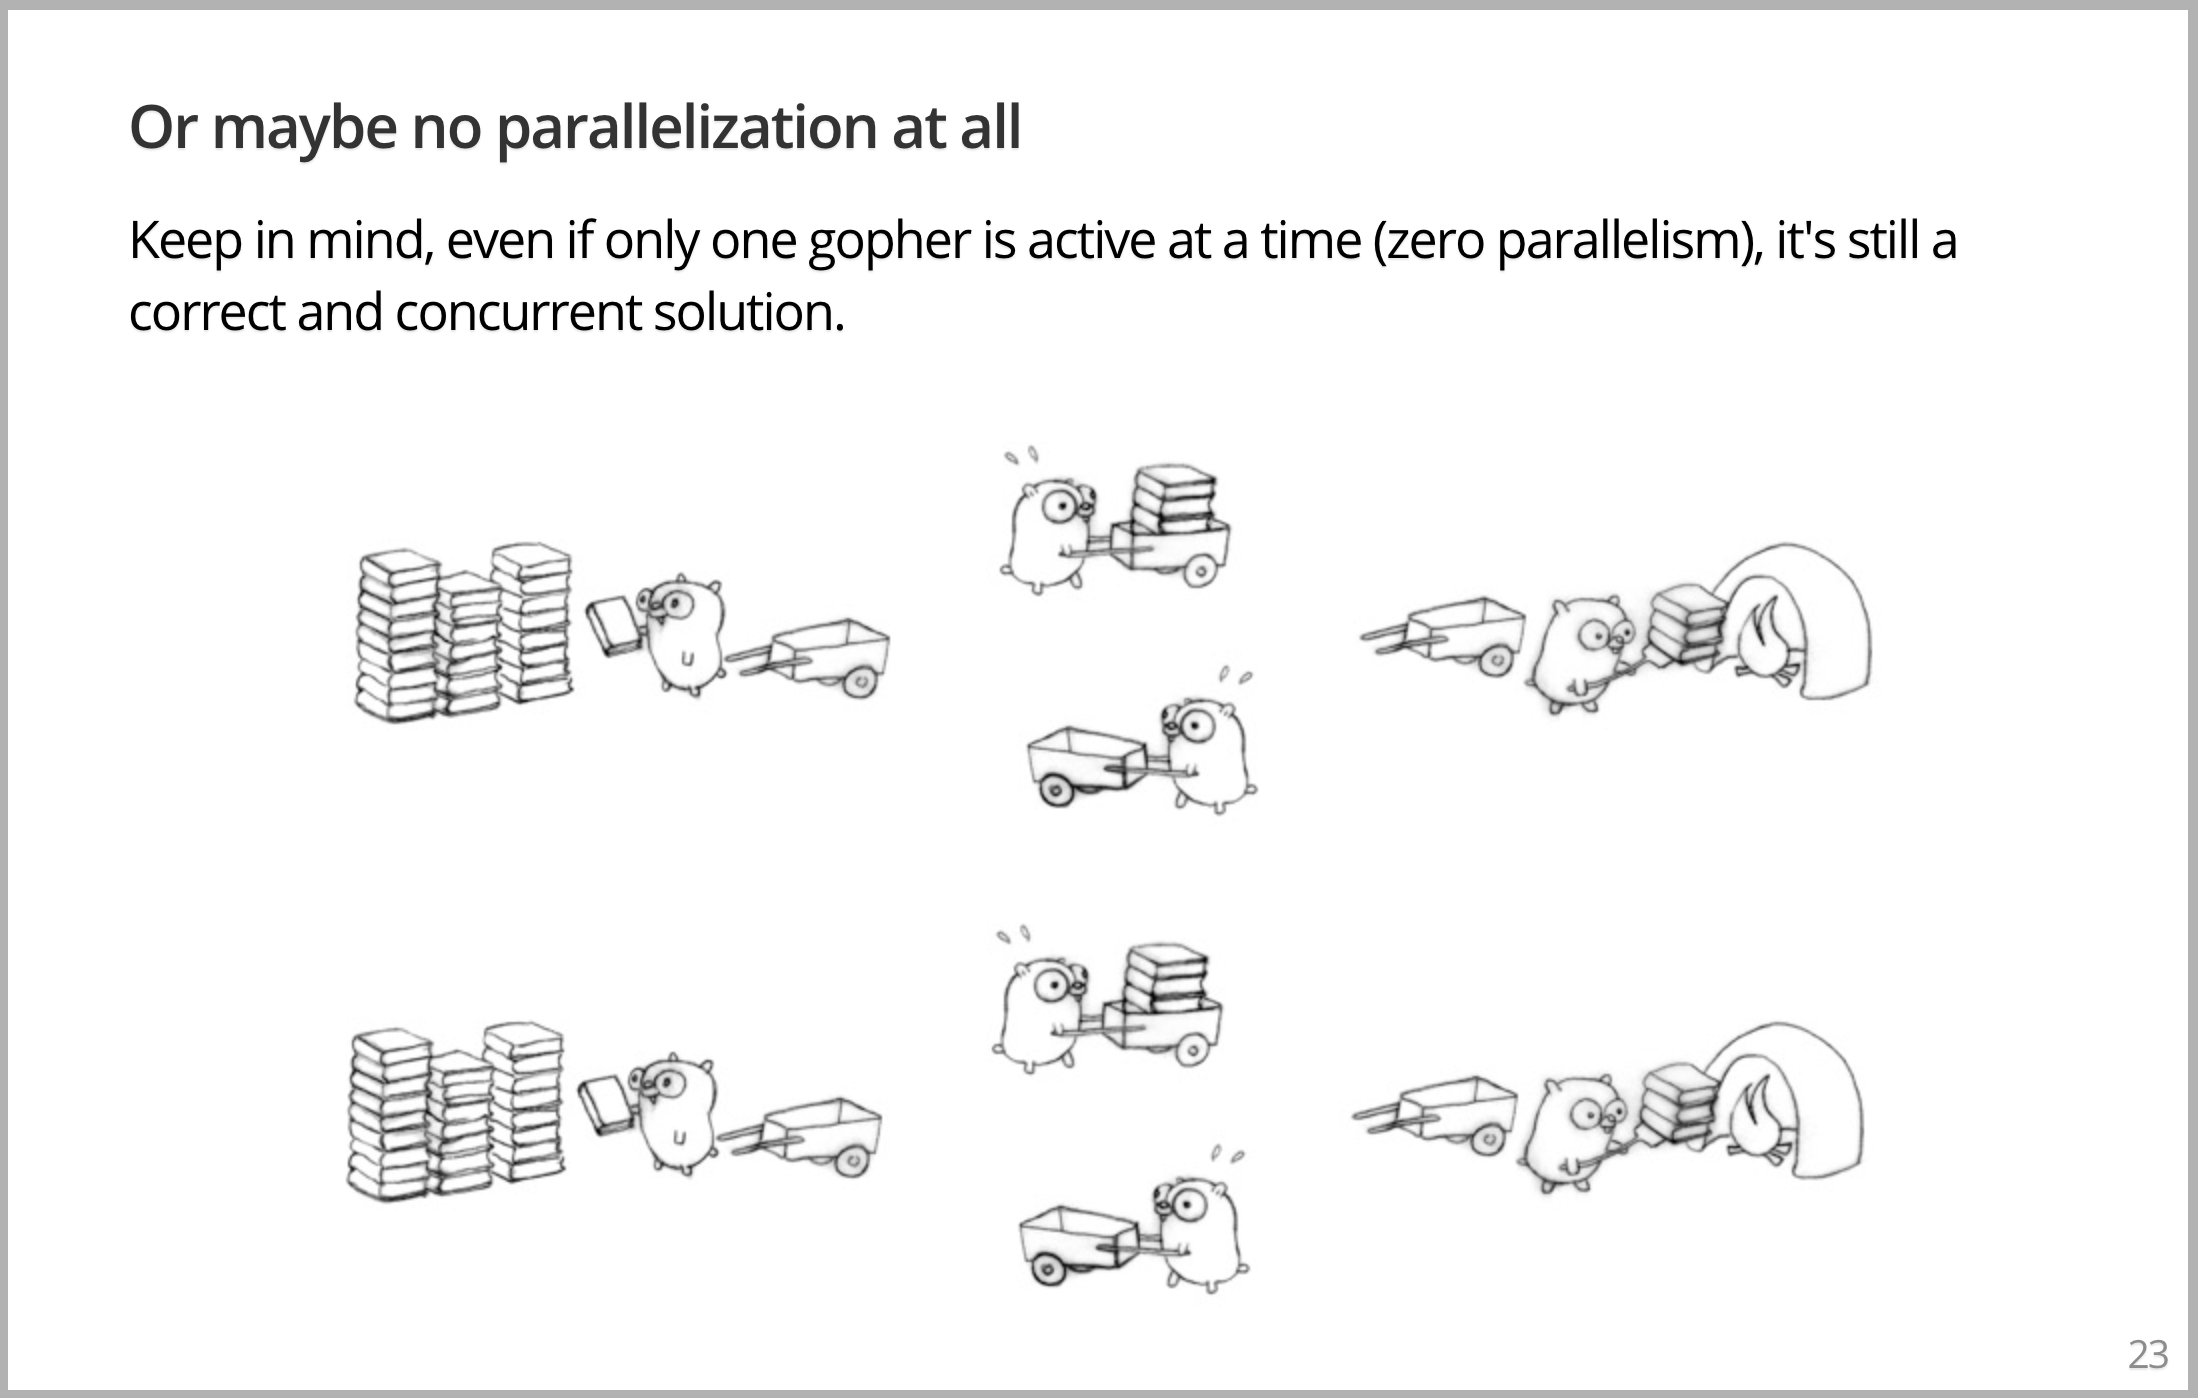 Or maybe no parallelization at all
Keep in mind, even if only one gopher is active at a time (zero parallelism), it's still a
correct and concurrent solution.
23